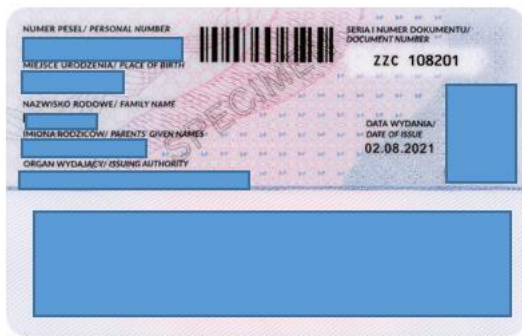 NUMER PESEL/ PERSONAL NUMBER
SERIA I NUMER DOKUMENTU/
DOCUMENT NUMBER
ZZC 108201
MIEJSCE URODZENIA/ PLACE OF BIRTH
SPECIMEN
NAZWISKO RODOWE/ FAMILY NAME
IMIONA RODZICÓW/ PARENTS' GIVEN NAMES
DATA WYDANIA/
DATE OF ISSUE
02.08.2021
ORGAN WYDAJĄCY/ ISSUING AUTHORITY